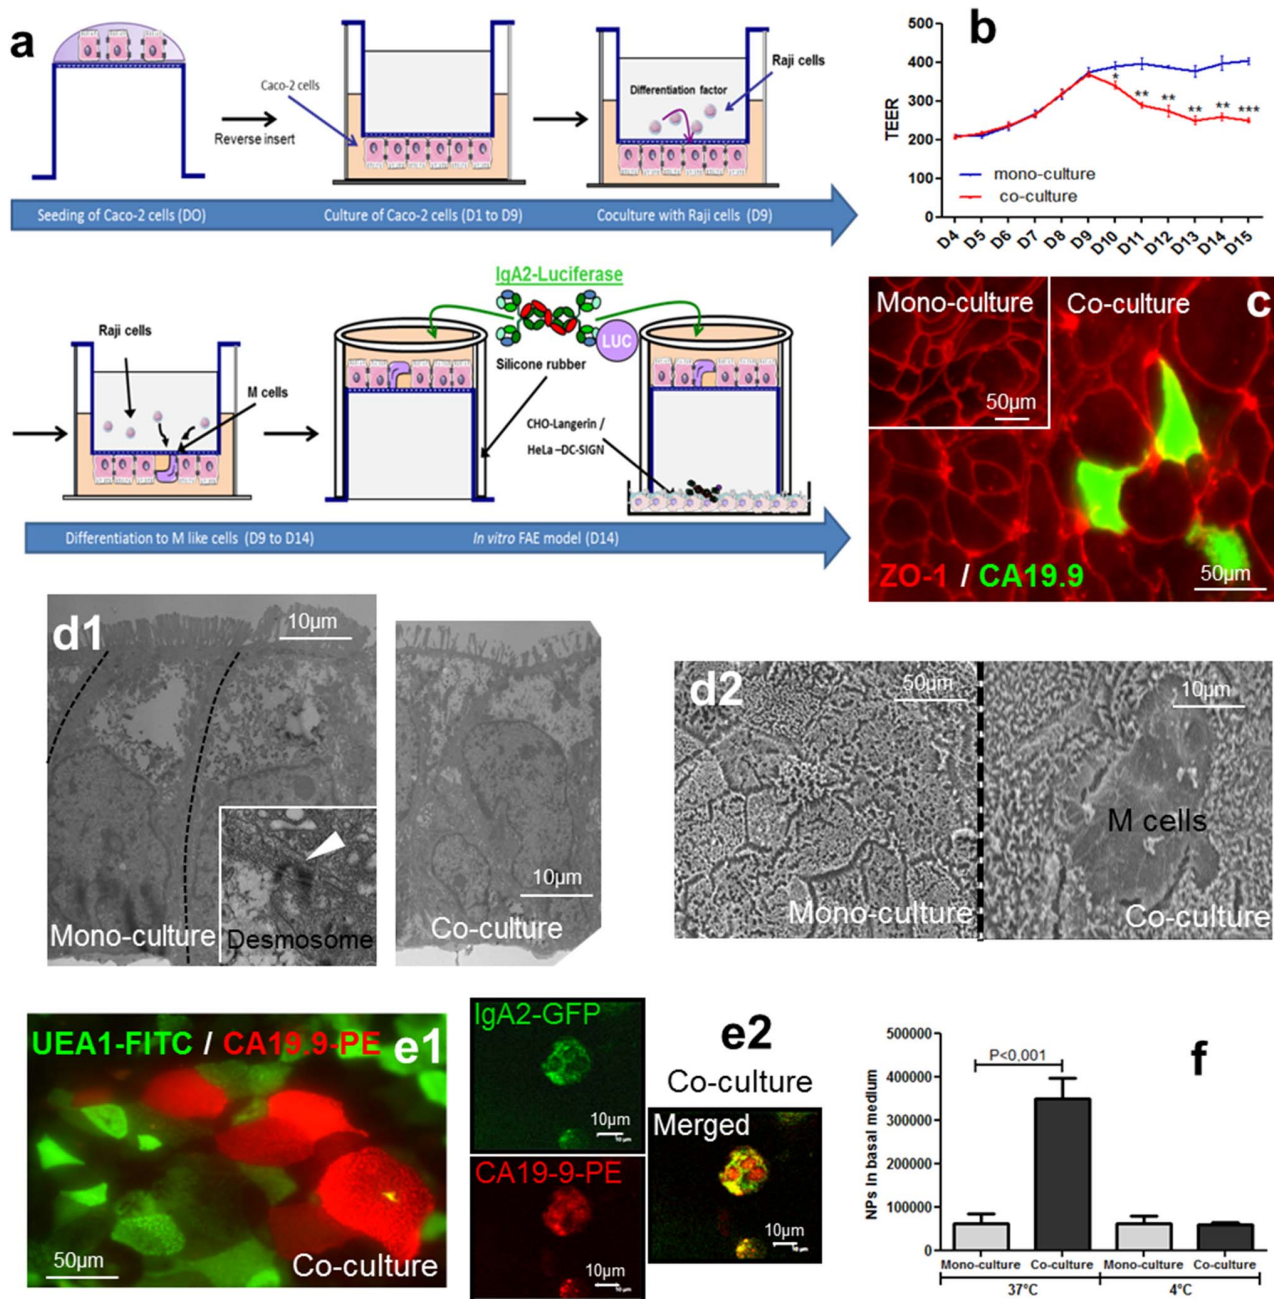 a
Reverse insert
Caco-2 cells
Differentiation factor
Raji cells
Seeding of Caco-2 cells (DO)
Culture of Caco-2 cells (D1 to D9)
Coculture with Raji cells (D9)
Raji cells
M cells
IgA2-Luciferase
LUC
Silicone rubber
CHO-Langerin /
HeLa –DC-SIGN
Differentiation to M like cells (D9 to D14)
In vitro FAE model (D14)
b
TEER
400
300
200
100
0
*
**
**
**
**
***
mono-culture
co-culture
D4
D5
D6
D7
D8
D9
D10
D11
D12
D13
D14
D15
c
Mono-culture
50µm
Co-culture
ZO-1 / CA19.9
50µm
d1
10µm
Mono-culture
Desmosome
10µm
Co-culture
d2
50µm
Mono-culture
10µm
M cells
Co-culture
UEA1-FITC / CA19.9-PE
e1
50µm
Co-culture
e2
Co-culture
IgA2-GFP
10µm
CA19-9-PE
10µm
Merged
10µm
f
NPs In basal medium
500000
400000
300000
200000
100000
0
P<0,001
Mono-culture
Co-culture
Mono-culture
Co-culture
37°C
4°C